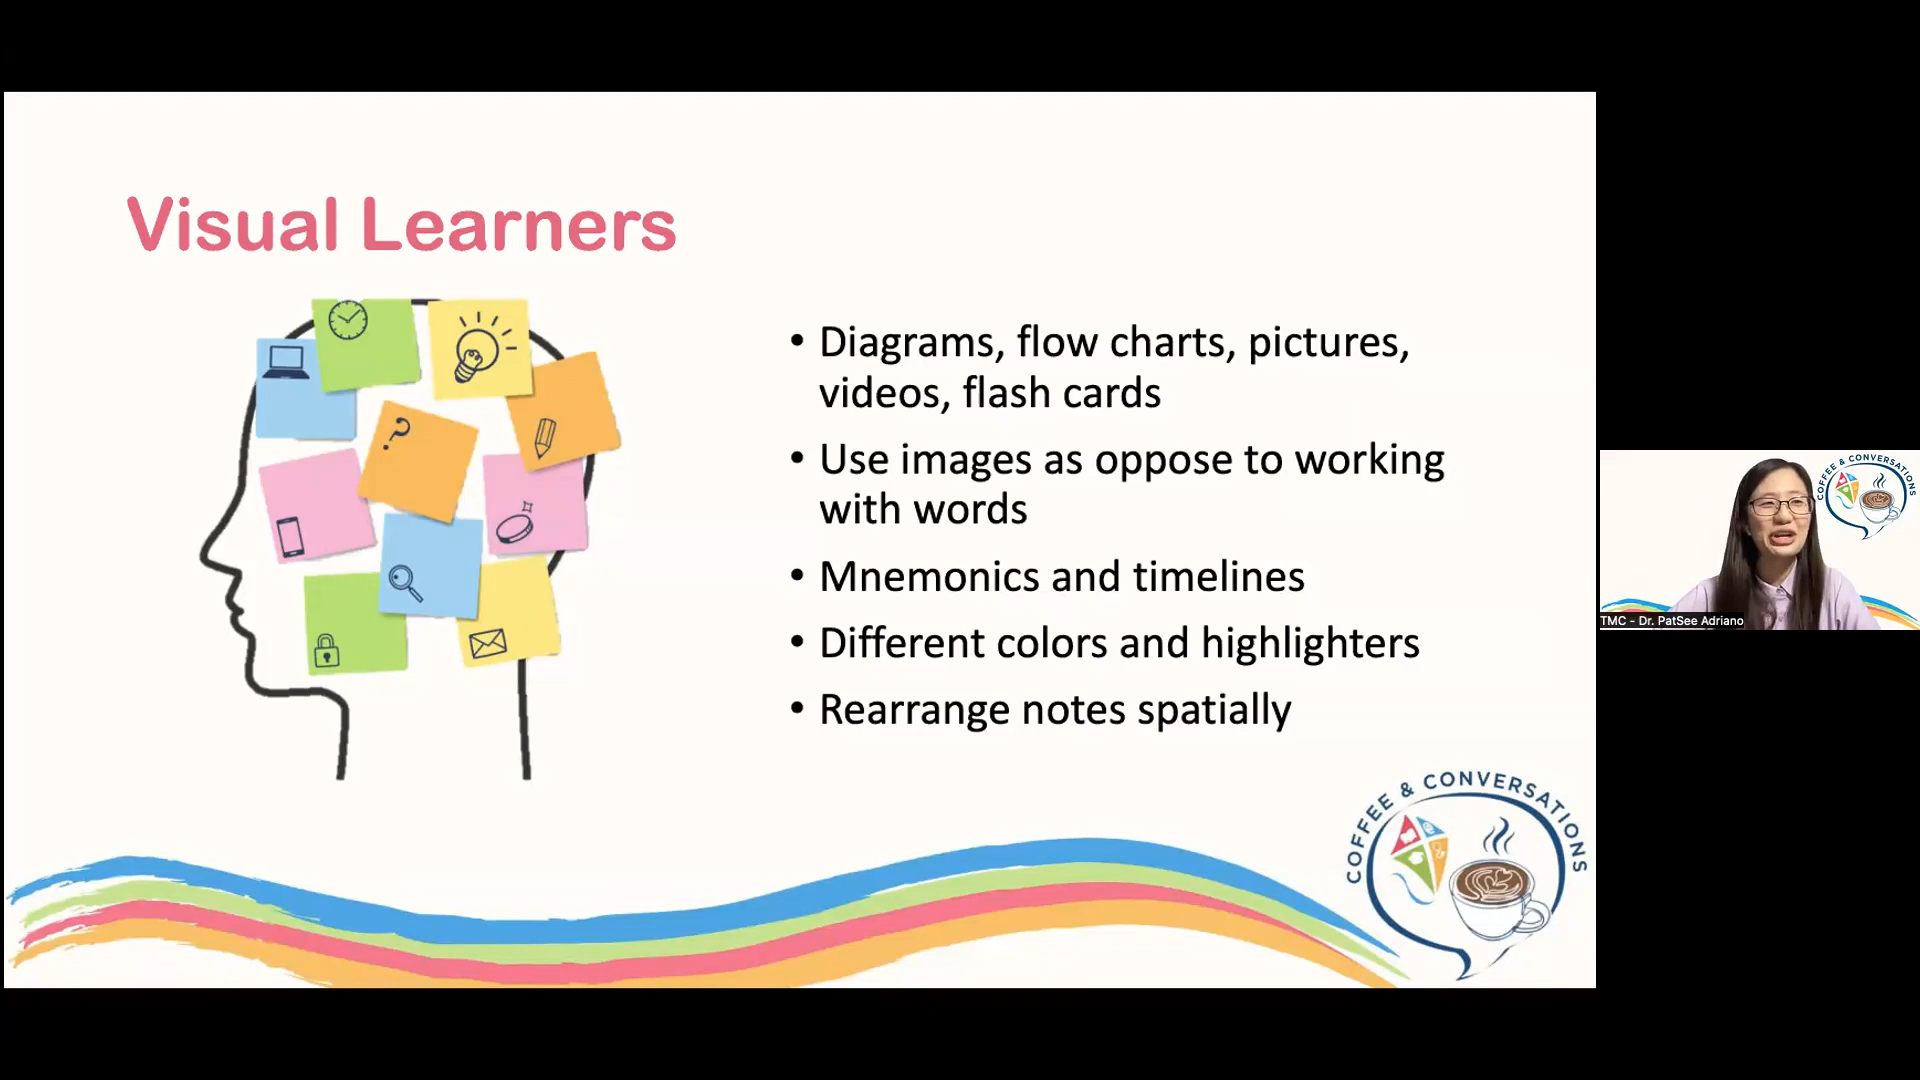 Visual Learners
• Diagrams, flow charts, pictures,
videos, flash cards
• Use images as oppose to working
with words
• Mnemonics and timelines
• Different colors and highlighters
• Rearrange notes spatially
?
COFFEE & CONVERSATIONS
COFFEE & CONVERSATIONS
TMC - Dr. PatSee Adriano